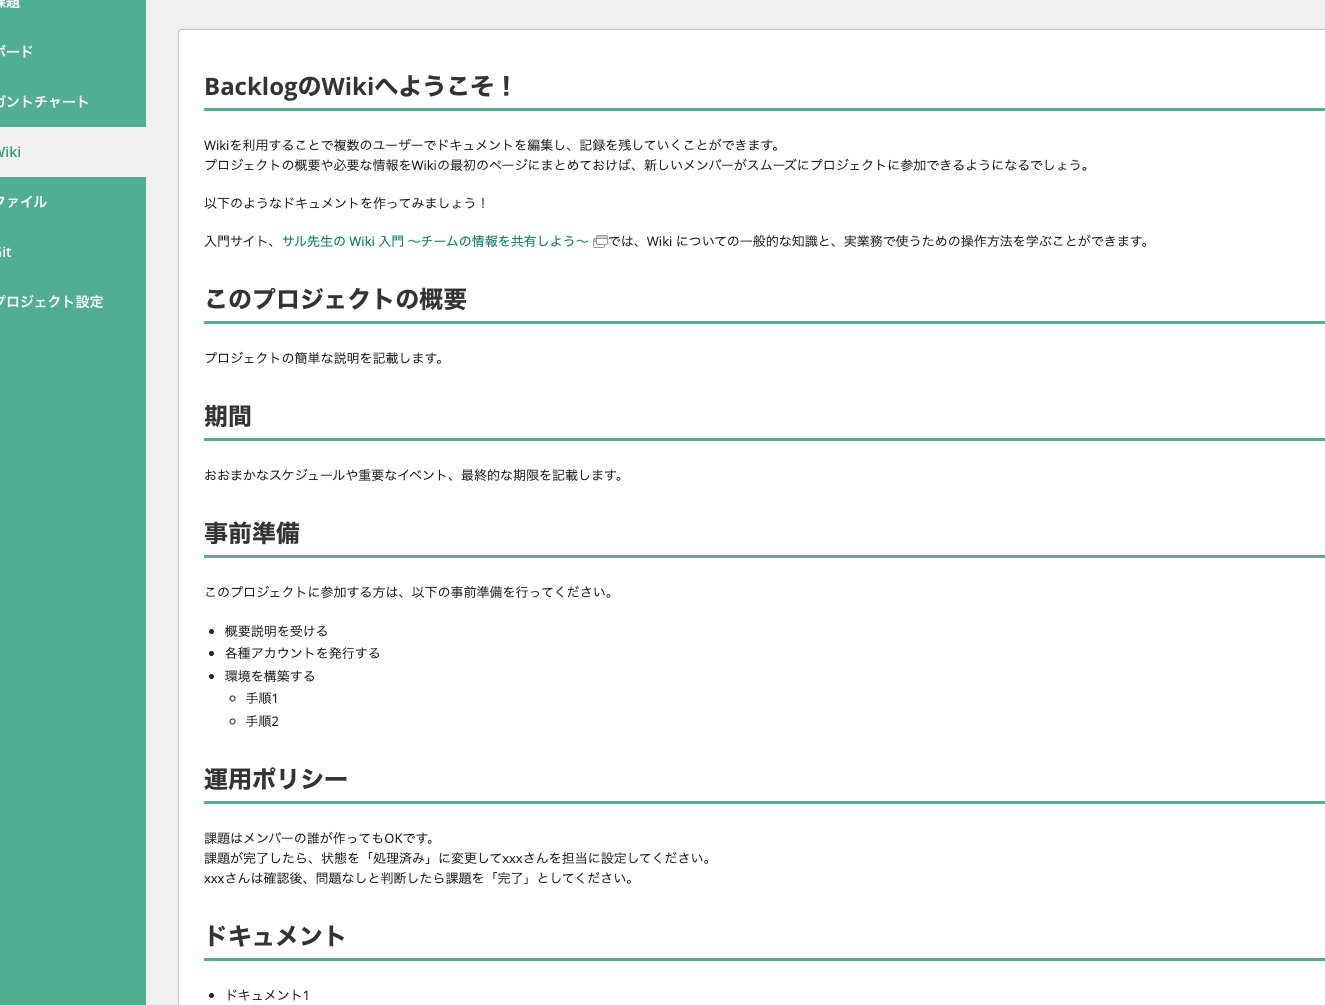 課題
ボード
ガントチャート
Wiki
ファイル
Git
プロジェクト設定
BacklogのWikiへようこそ！
Wikiを利用することで複数のユーザーでドキュメントを編集し、記録を残していくことができます。
プロジェクトの概要や必要な情報をWikiの最初のページにまとめておけば、新しいメンバーがスムーズにプロジェクトに参加できるようになるでしょう。
以下のようなドキュメントを作ってみましょう！
入門サイト、サル先生の Wiki 入門 〜チームの情報を共有しよう〜 では、Wiki についての一般的な知識と、実業務で使うための操作方法を学ぶことができます。
このプロジェクトの概要
プロジェクトの簡単な説明を記載します。
期間
おおまかなスケジュールや重要なイベント、最終的な期限を記載します。
事前準備
このプロジェクトに参加する方は、以下の事前準備を行ってください。
概要説明を受ける
各種アカウントを発行する
環境を構築する
手順1
手順2
運用ポリシー
課題はメンバーの誰が作ってもOKです。
課題が完了したら、状態を「処理済み」に変更してxxxさんを担当に設定してください。
xxxさんは確認後、問題なしと判断したら課題を「完了」としてください。
ドキュメント
ドキュメント1